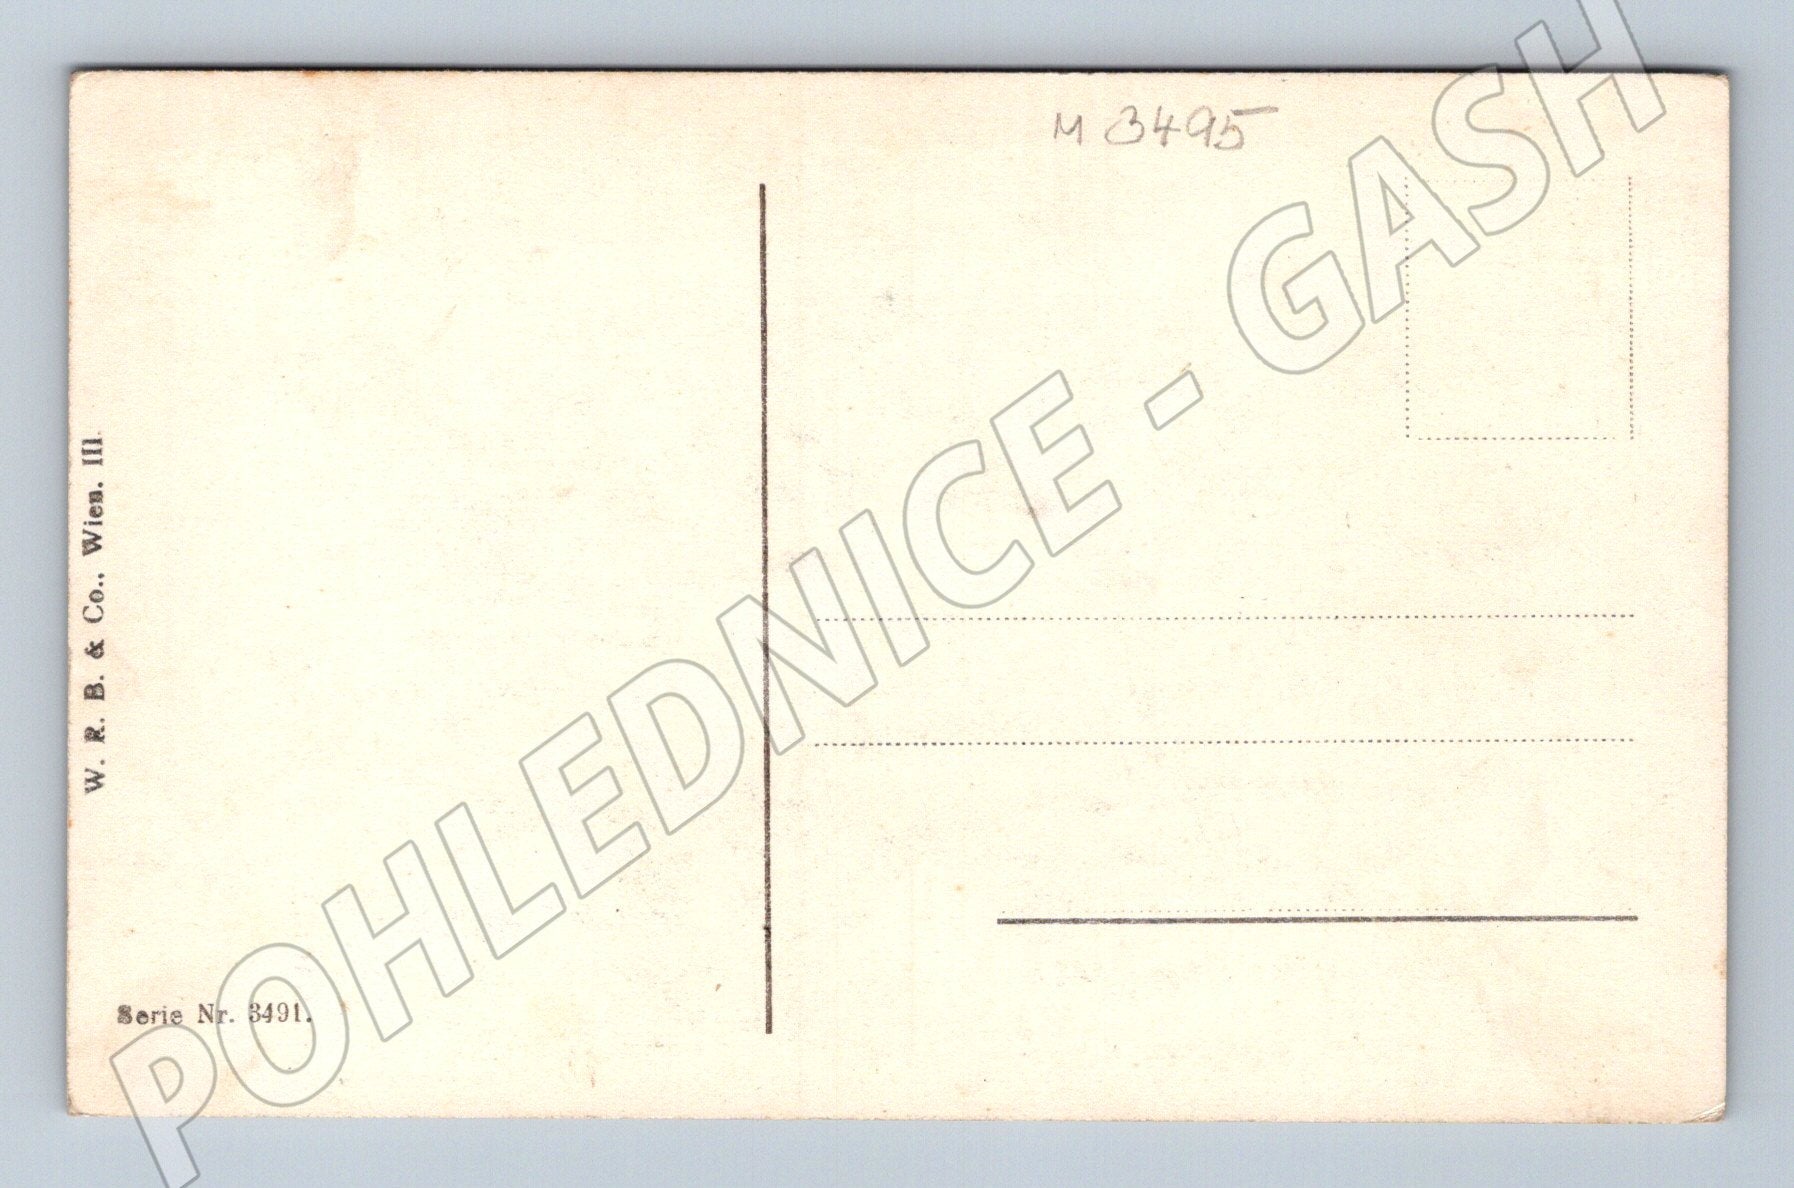 M 3495
W. R. B. & Co., Wien. III.
Serie Nr. 3491.
POHLEDNICE - GASH